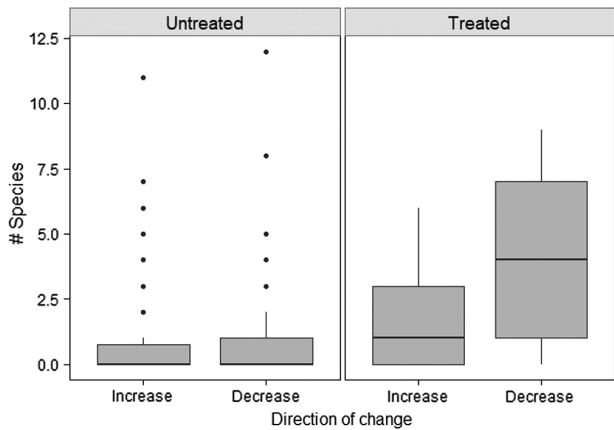 Untreated Treated
12.5
10.0
7.5
5.0
2.5
0.0
# Species
Increase Decrease Increase Decrease
Direction of change